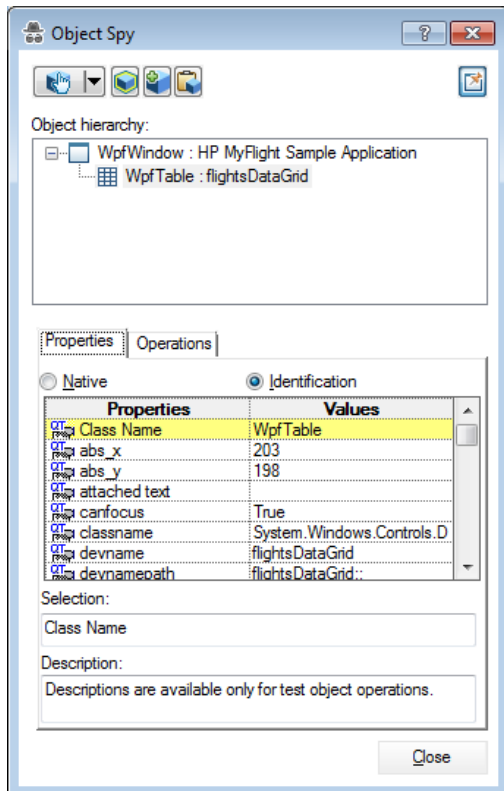 Object Spy
?
Object hierarchy:
WpfWindow : HP MyFlight Sample Application
WpfTable : flightsDataGrid
Properties Operations
Native Identification
Properties Values
Class Name WpfTable
abs_x 203
abs_y 198
attached text
canfocus True
classname System.Windows.Controls.D
devname flightsDataGrid
devnamepath flightsDataGrid::
Selection:
Class Name
Description:
Descriptions are available only for test object operations.
Close